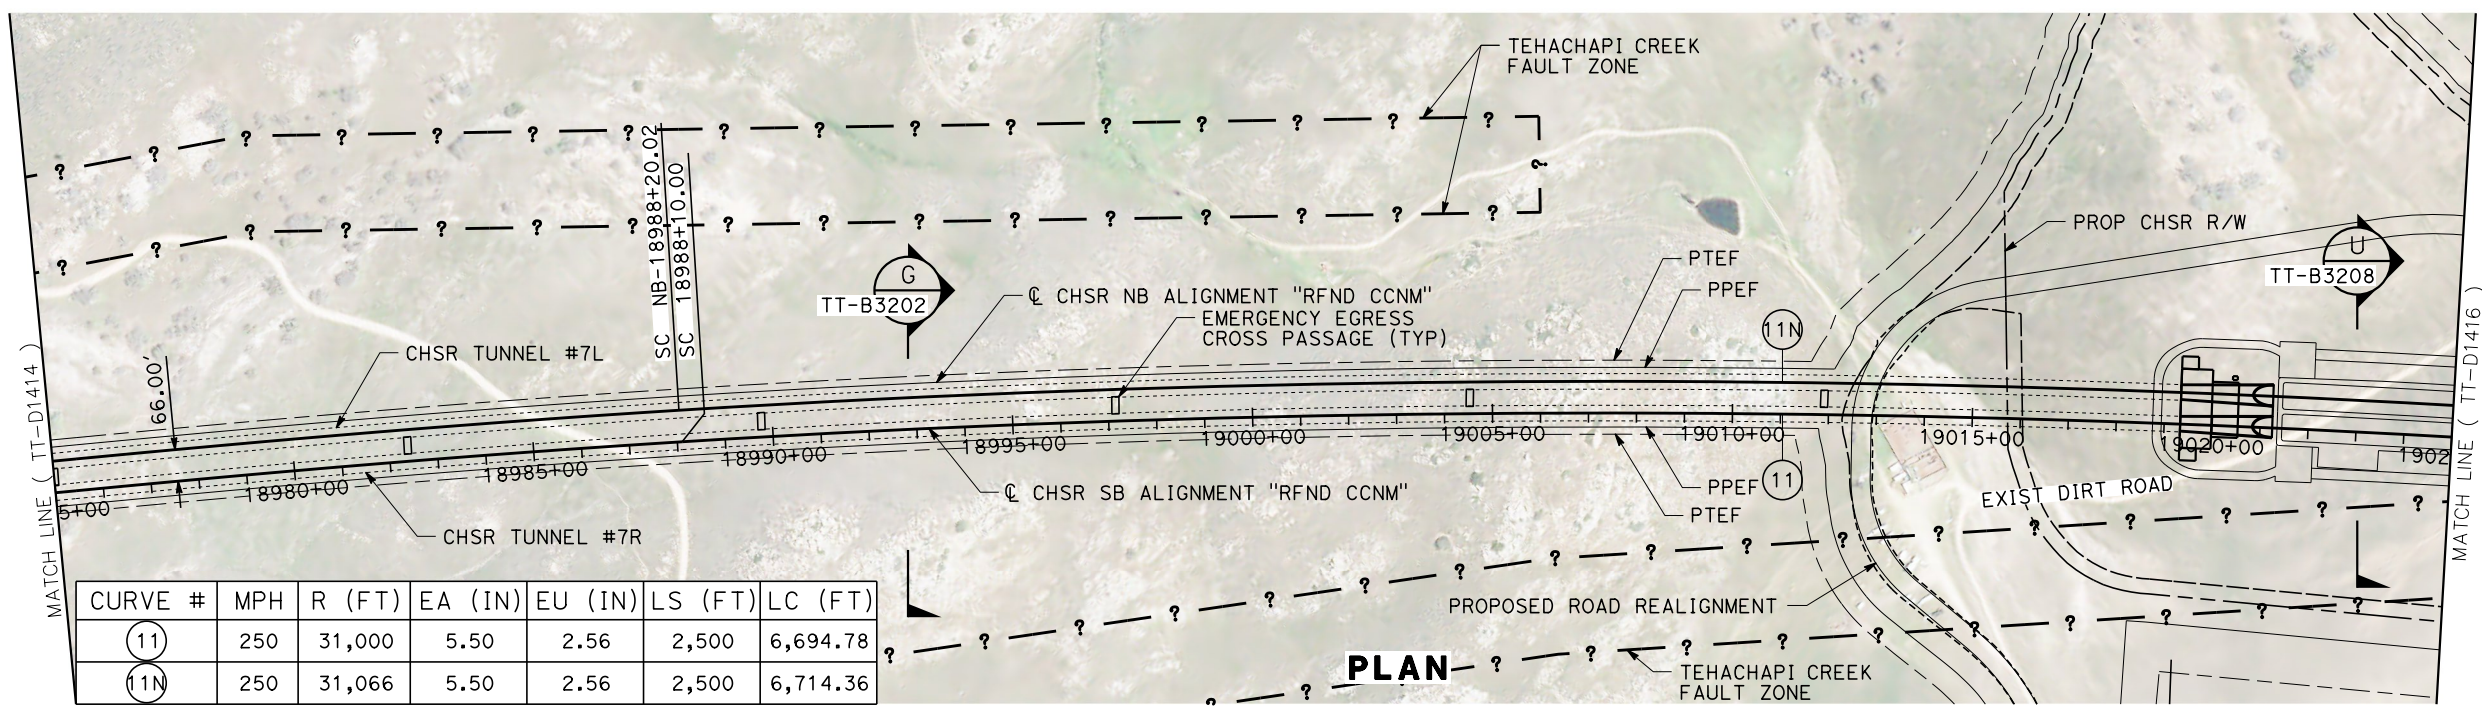 TEHACHAPI CREEK
FAULT ZONE
SC NB-18988+20.02
SC 18988+10.00
PROP CHSR R/W
U
TT-B3208
G
TT-B3202
PTEF
PPEF
℄ CHSR NB ALIGNMENT "RFND CCNM"
EMERGENCY EGRESS
CROSS PASSAGE (TYP)
11N
CHSR TUNNEL #7L
66.00'
MATCH LINE ( TT-D1414 )
MATCH LINE ( TT-D1416 )
5+00
18980+00
18985+00
18990+00
18995+00
19000+00
19005+00
19010+00
19015+00
19020+00
1902
℄ CHSR SB ALIGNMENT "RFND CCNM"
PPEF
11
PTEF
EXIST DIRT ROAD
CHSR TUNNEL #7R
PROPOSED ROAD REALIGNMENT
CURVE # MPH R (FT) EA (IN) EU (IN) LS (FT) LC (FT)
11 250 31,000 5.50 2.56 2,500 6,694.78
11N 250 31,066 5.50 2.56 2,500 6,714.36
PLAN
TEHACHAPI CREEK
FAULT ZONE